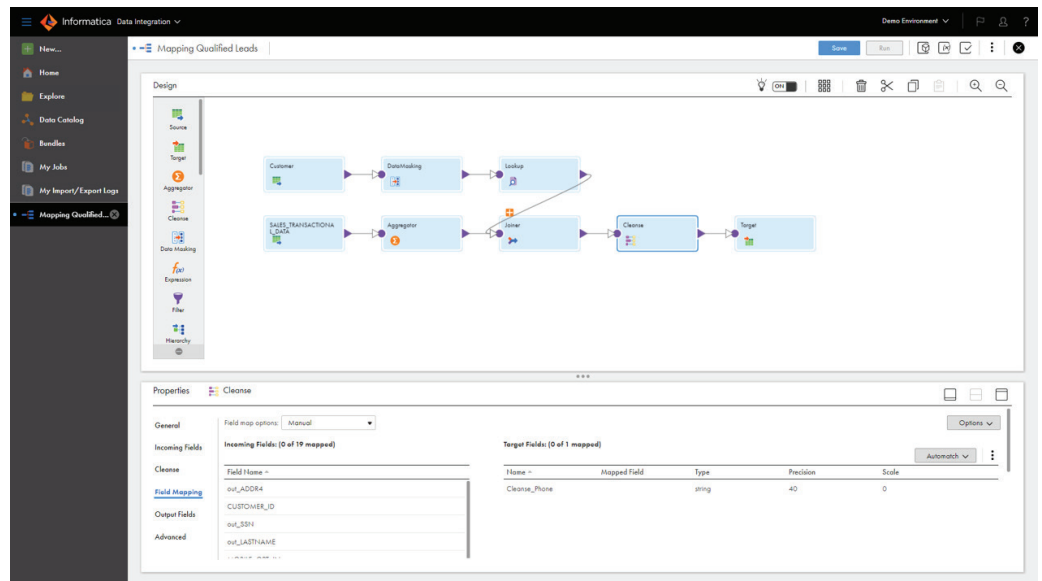 Informatica Data Integration
Demo Environment
?
New...
Home
Explore
Data Catalog
Bundles
My Jobs
My Import/Export Logs
Mapping Qualified...
Mapping Qualified Leads
Save
Run
Design
ON
Source
Target
Aggregator
Cleanse
Data Masking
f(x)
Expression
Filter
Hierarchy
Customer
DataMasking
Lookup
SALES_TRANSACTIONA
L_DATA
Aggregator
Joiner
Cleanse
Target
Properties
Cleanse
General
Incoming Fields
Cleanse
Field Mapping
Output Fields
Advanced
Field map options: Manual
Options
Incoming Fields: (0 of 19 mapped)
Field Name
out_ADDR4
CUSTOMER_ID
out_SSN
out_LASTNAME
Target Fields: (0 of 1 mapped)
Automatch
Name Mapped Field Type Precision Scale
Cleanse_Phone string 40 0